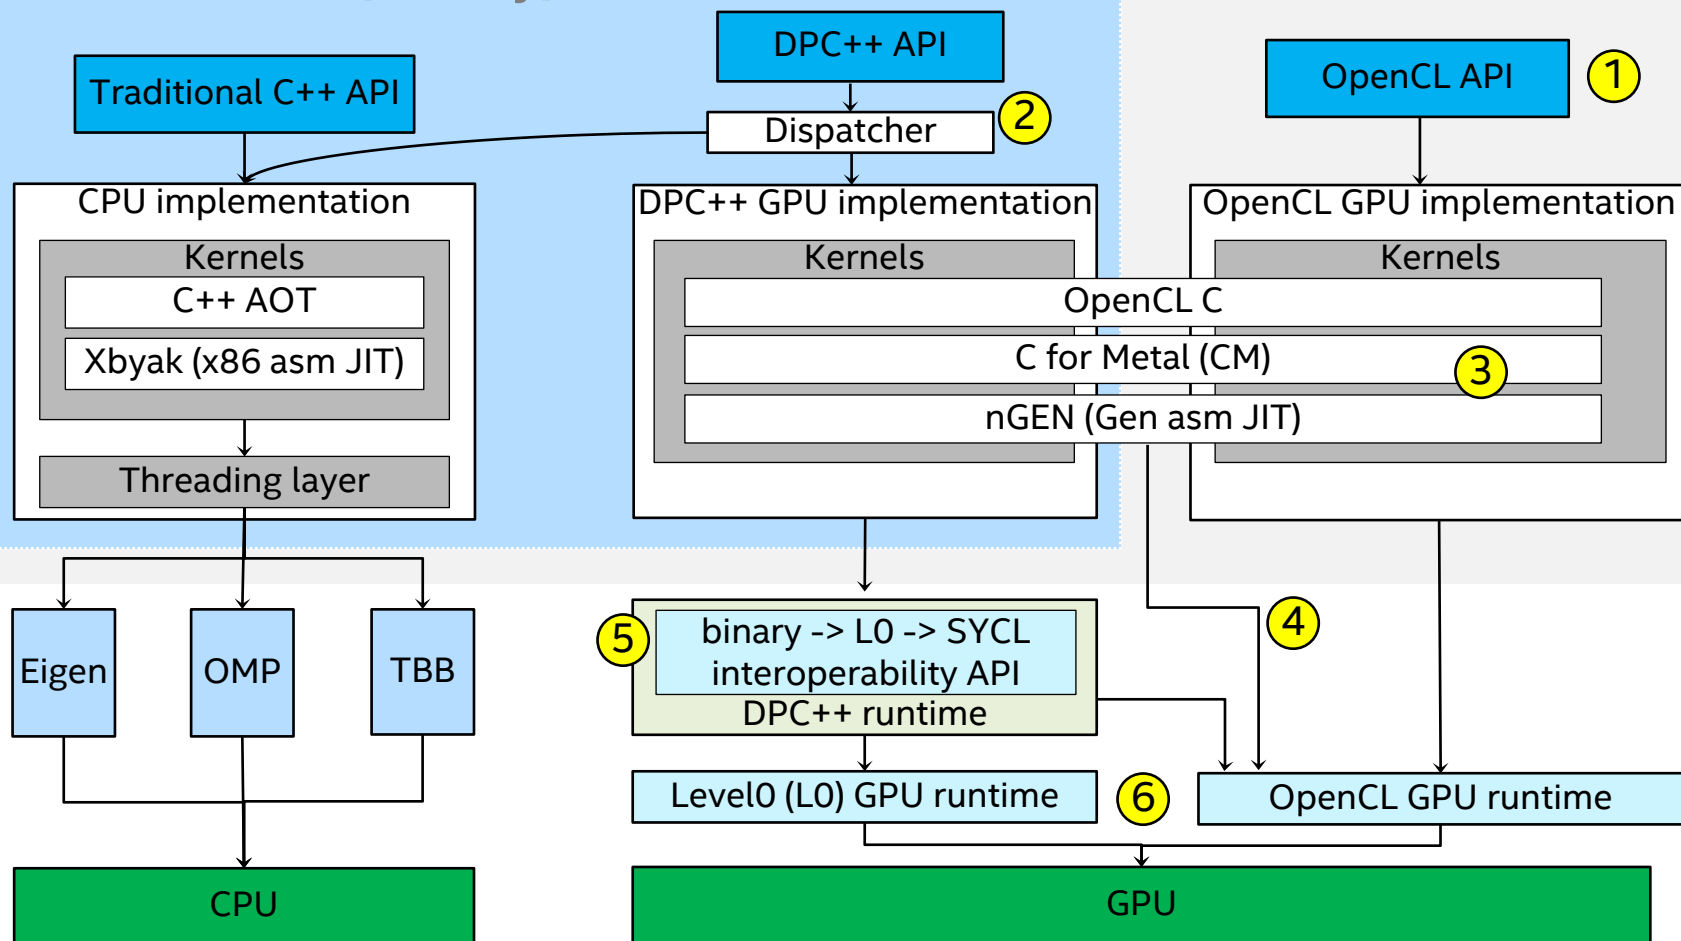 DPC++ API
Traditional C++ API
OpenCL API
1
2
Dispatcher
CPU implementation
Kernels
C++ AOT
Xbyak (x86 asm JIT)
Threading layer
DPC++ GPU implementation
Kernels
OpenCL GPU implementation
Kernels
OpenCL C
C for Metal (CM)
3
nGEN (Gen asm JIT)
Eigen
OMP
TBB
5
binary -> L0 -> SYCL
interoperability API
DPC++ runtime
4
Level0 (L0) GPU runtime
6
OpenCL GPU runtime
CPU
GPU